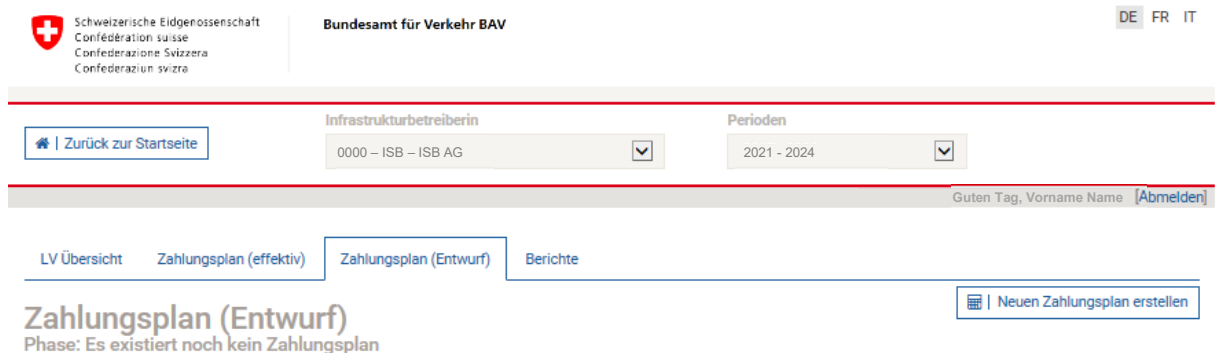 Schweizerische Eidgenossenschaft
Confédération suisse
Confederazione Svizzera
Confederaziun svizra
Bundesamt für Verkehr BAV
DE FR IT
Infrastrukturbetreiberin
Perioden
| Zurück zur Startseite
0000 – ISB – ISB AG
2021 - 2024
Guten Tag, Vorname Name [Abmelden]
LV Übersicht Zahlungsplan (effektiv) Zahlungsplan (Entwurf) Berichte
| Neuen Zahlungsplan erstellen
Zahlungsplan (Entwurf)
Phase: Es existiert noch kein Zahlungsplan